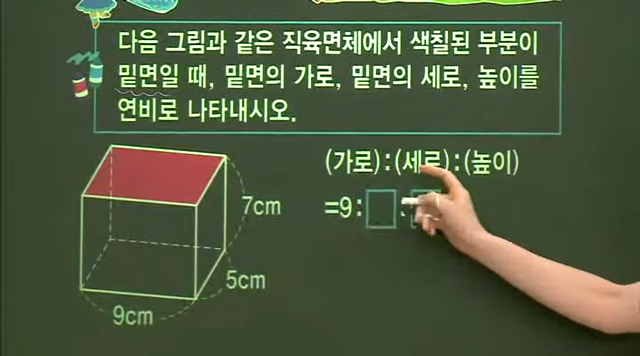 다음 그림과 같은 직육면체에서 색칠된 부분이
밑면일 때, 밑면의 가로, 밑면의 세로, 높이를
연비로 나타내시오.
(가로):(세로):(높이)
=9:
7cm
5cm
9cm